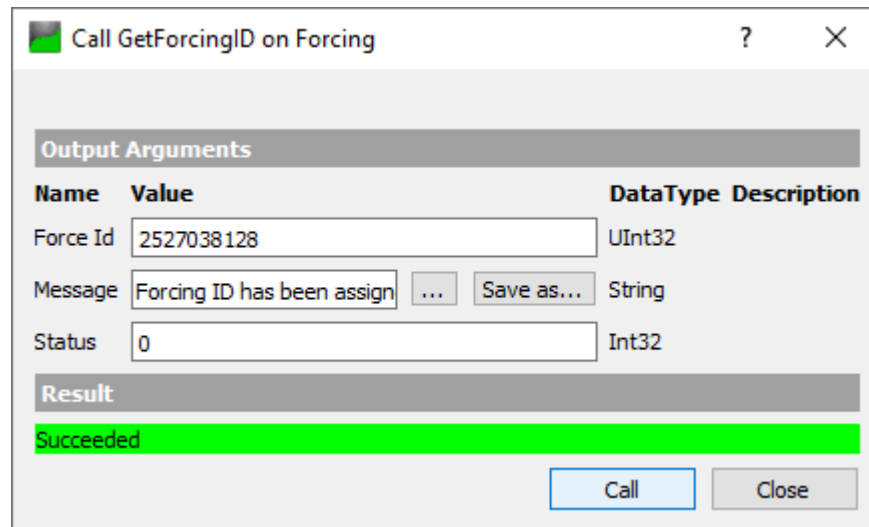 Call GetForcingID on Forcing ?
Output Arguments
Name Value DataType Description
Force Id 2527038128 UInt32
Message Forcing ID has been assign ... Save as... String
Status 0 Int32
Result
Succeeded
Call Close